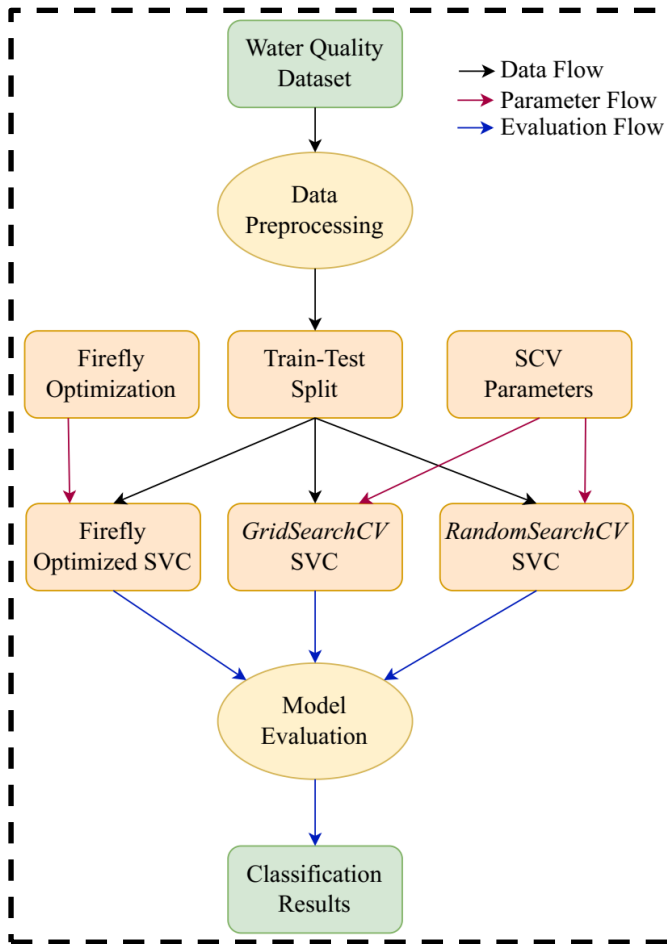 Water Quality
Dataset
Data Flow
Parameter Flow
Evaluation Flow
Data
Preprocessing
Firefly
Optimization
Train-Test
Split
SCV
Parameters
Firefly
Optimized SVC
GridSearchCV
SVC
RandomSearchCV
SVC
Model
Evaluation
Classification
Results